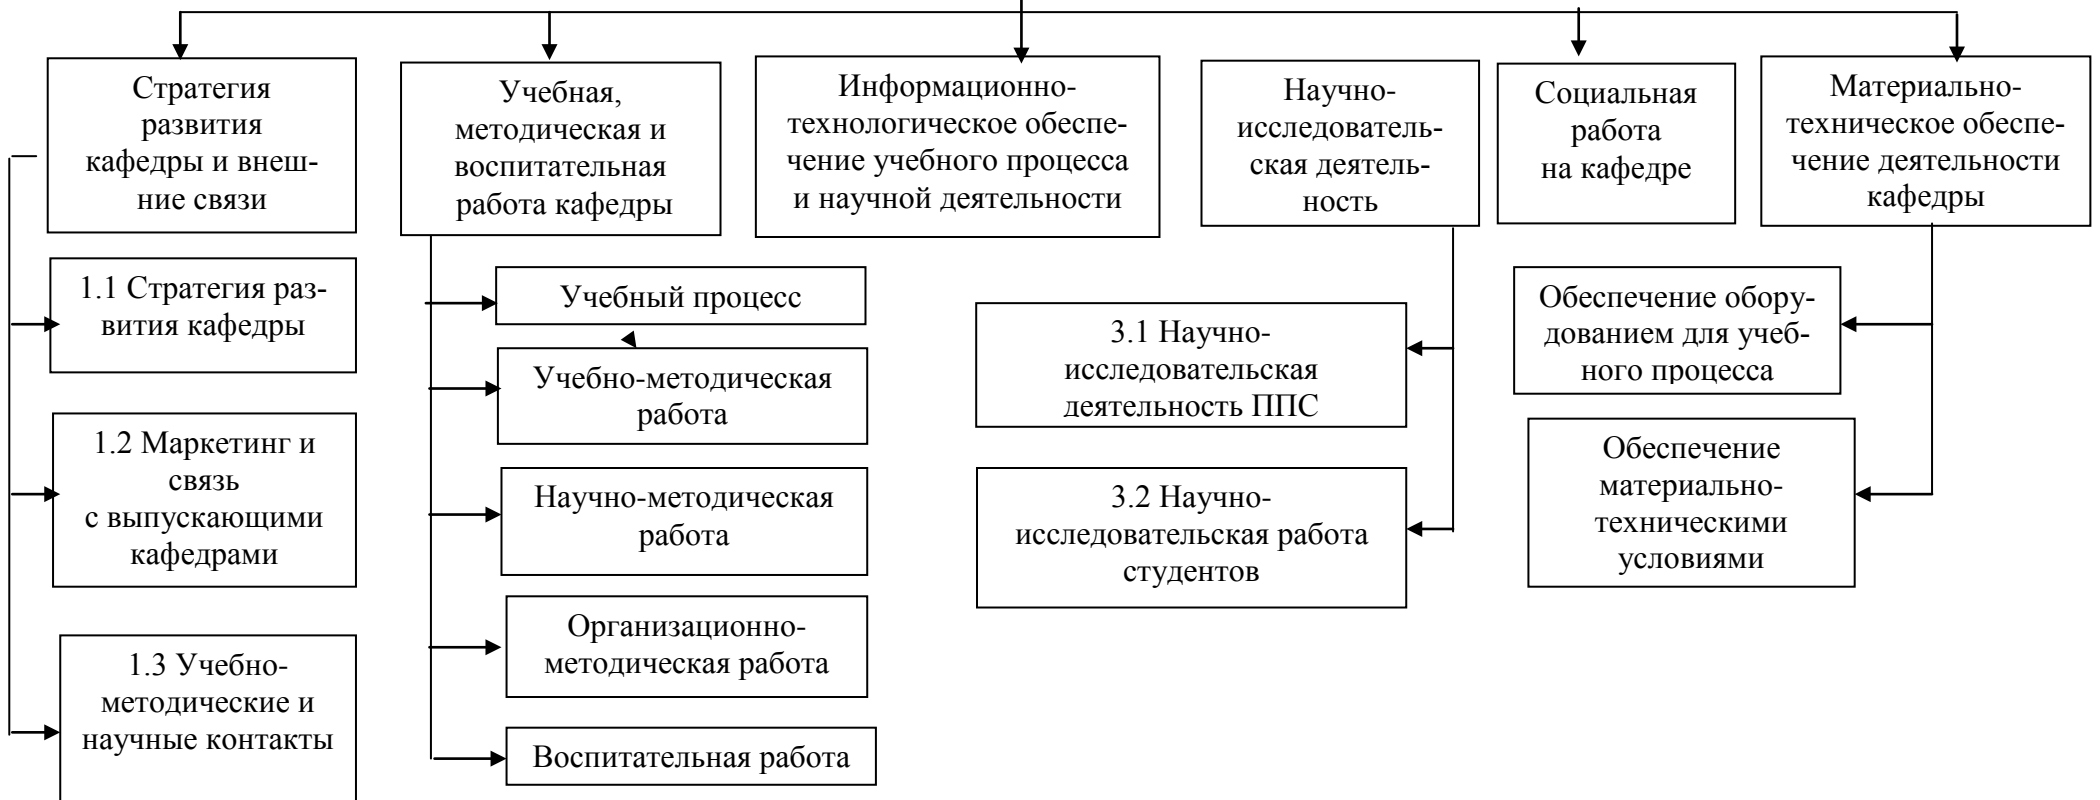 Стратегия
развития
кафедры и внеш-
ние связи
Учебная,
методическая и
воспитательная
работа кафедры
Информационно-
технологическое обеспе-
чение учебного процесса
и научной деятельности
Научно-
исследователь-
ская деятель-
ность
Социальная
работа
на кафедре
Материально-
техническое обеспе-
чение деятельности
кафедры
1.1 Стратегия раз-
вития кафедры
1.2 Маркетинг и
связь
с выпускающими
кафедрами
1.3 Учебно-
методические и
научные контакты
Учебный процесс
Учебно-методическая
работа
Научно-методическая
работа
Организационно-
методическая работа
Воспитательная работа
3.1 Научно-
исследовательская
деятельность ППС
3.2 Научно-
исследовательская работа
студентов
Обеспечение обору-
дованием для учеб-
ного процесса
Обеспечение
материально-
техническими
условиями